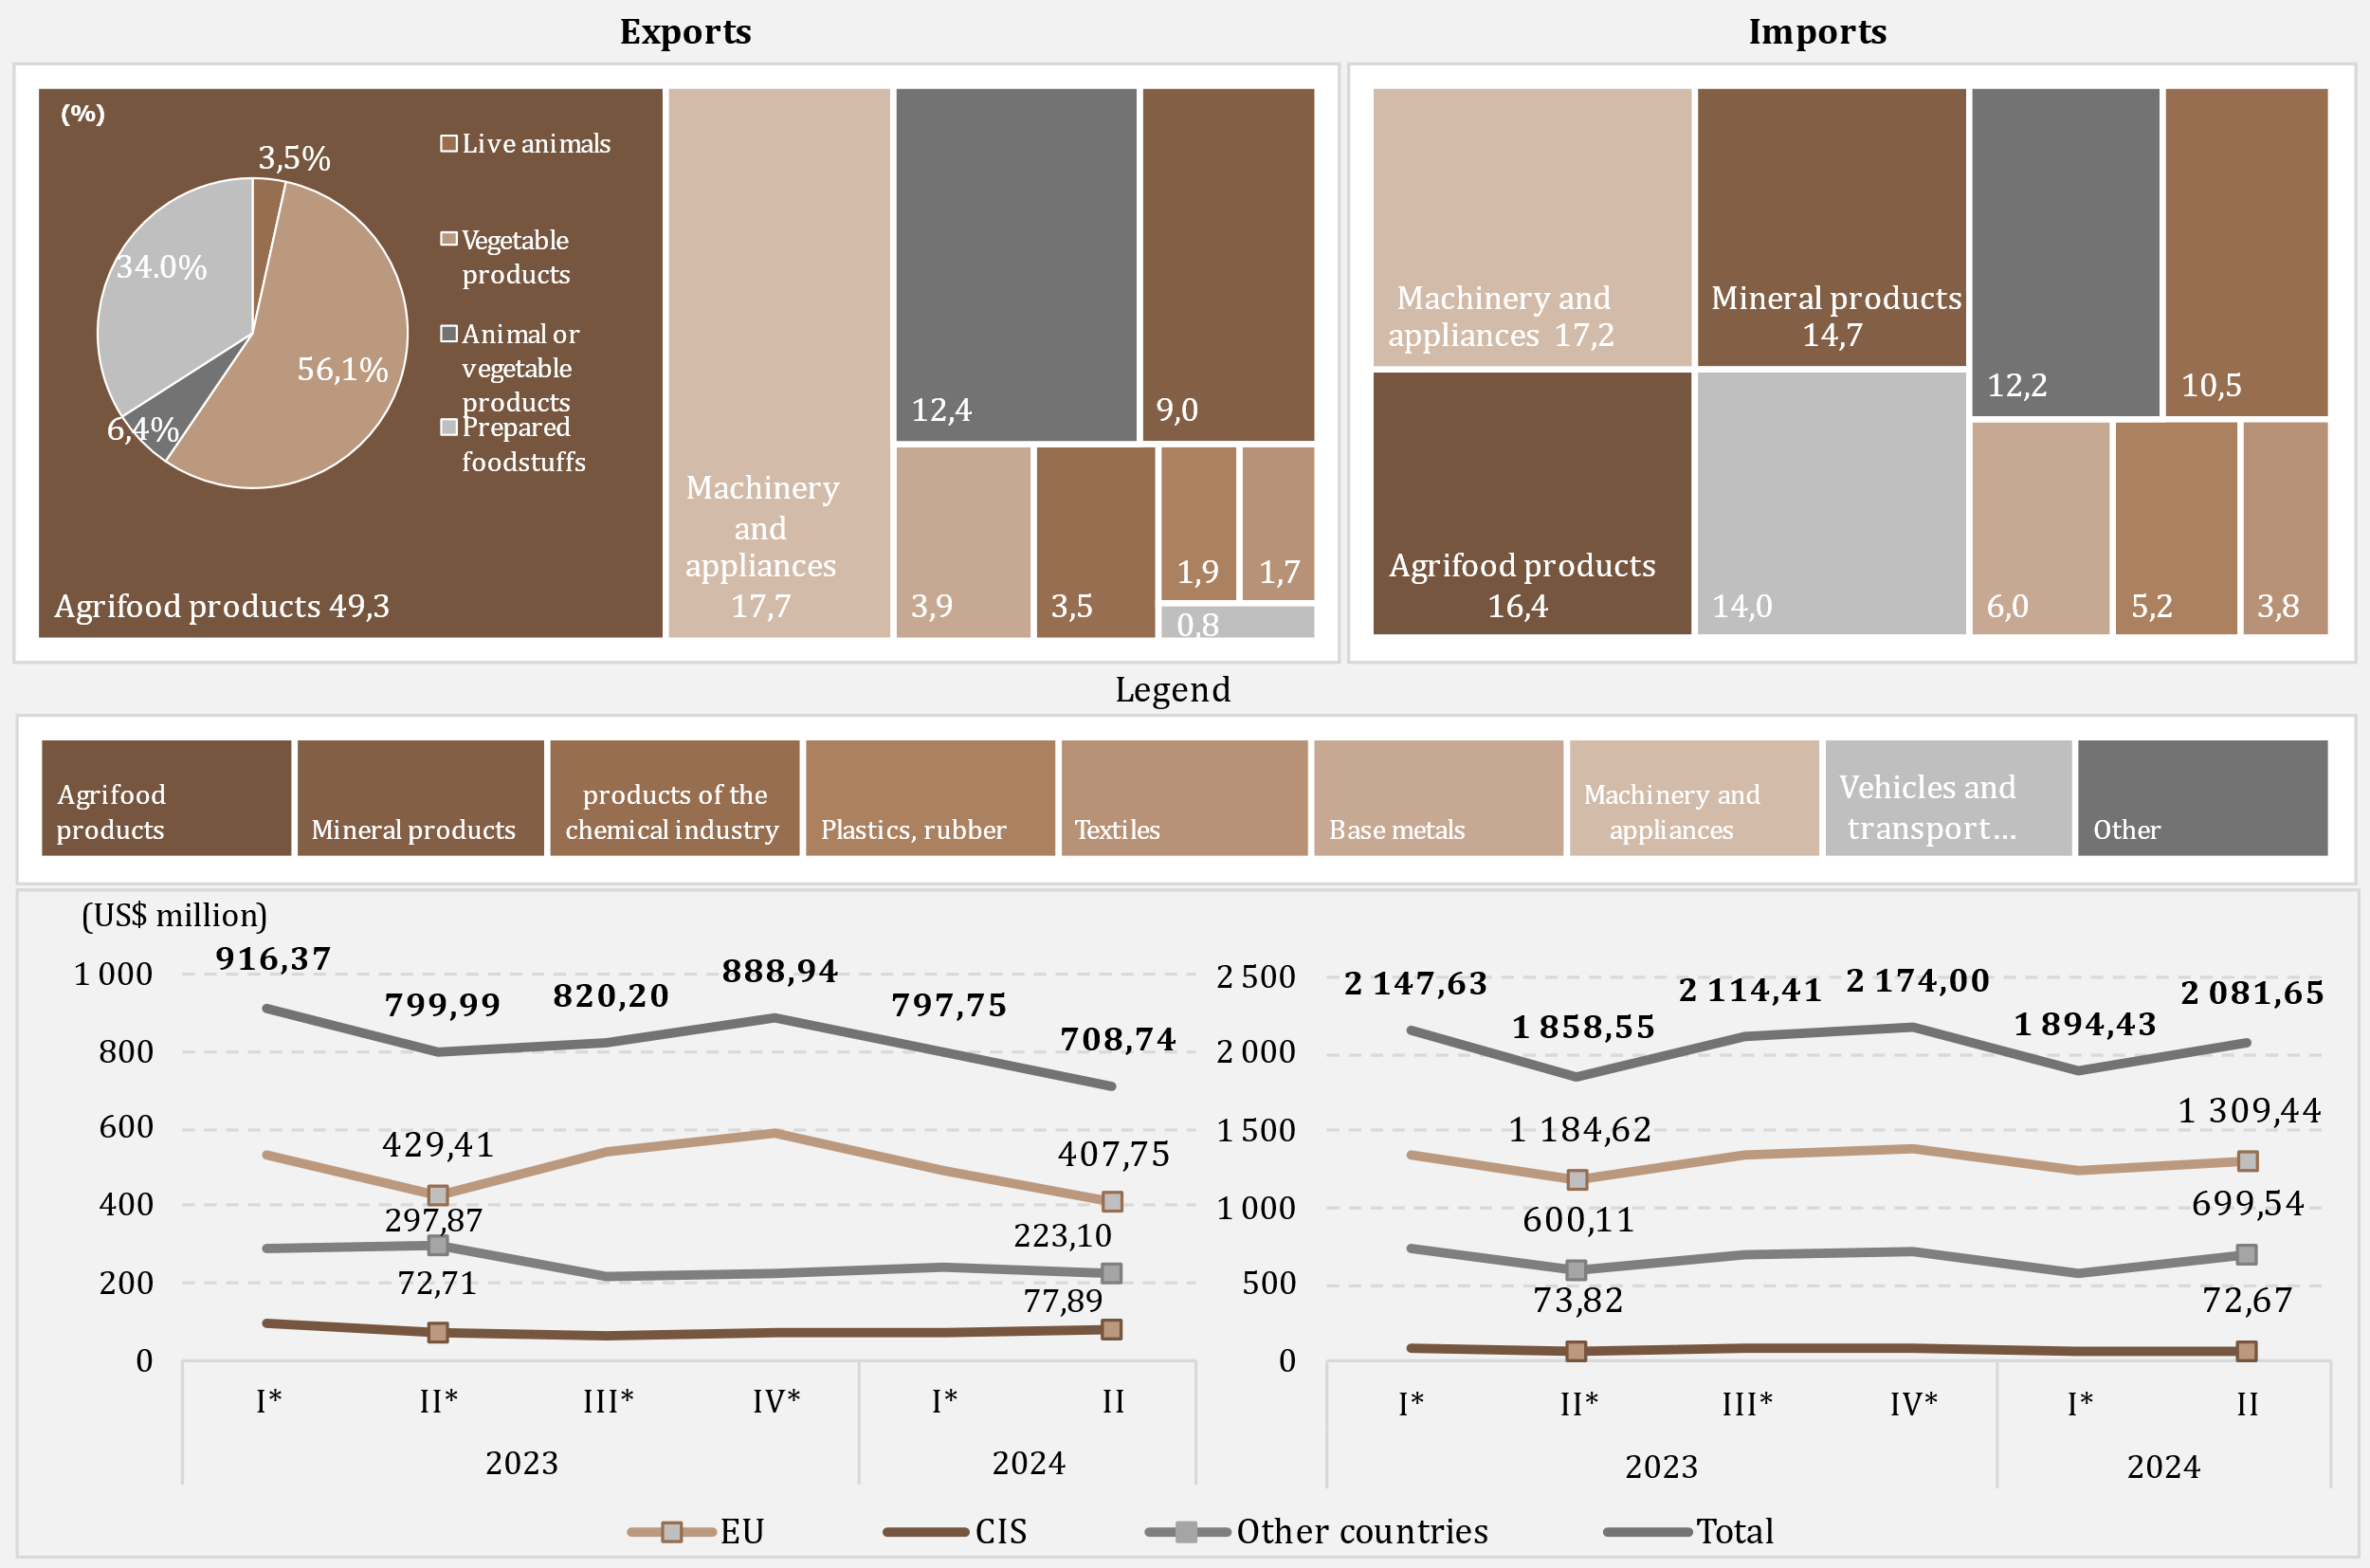 Exports
Imports
(%)
3,5%
34.0%
56,1%
6,4%
Live animals
Vegetable
products
Animal or
vegetable
products
Prepared
foodstuffs
Agrifood products 49,3
Machinery
and
appliances
17,7
12,4
9,0
3,9
3,5
1,9
1,7
0,8
Machinery and
appliances 17,2
Mineral products
14,7
12,2
10,5
Agrifood products
16,4
14,0
6,0
5,2
3,8
Legend
Agrifood
products
Mineral products
products of the
chemical industry
Plastics, rubber
Textiles
Base metals
Machinery and
appliances
Vehicles and
transport...
Other
(US$ million)
1 000
800
600
400
200
0
916,37
799,99
820,20
888,94
797,75
708,74
429,41
407,75
297,87
223,10
72,71
77,89
I*
II*
III*
IV*
I*
II
2023
2024
2 500
2 000
1 500
1 000
500
0
2 147,63
1 858,55
2 114,41
2 174,00
1 894,43
2 081,65
1 184,62
1 309,44
600,11
699,54
73,82
72,67
I*
II*
III*
IV*
I*
II
2023
2024
EU
CIS
Other countries
Total